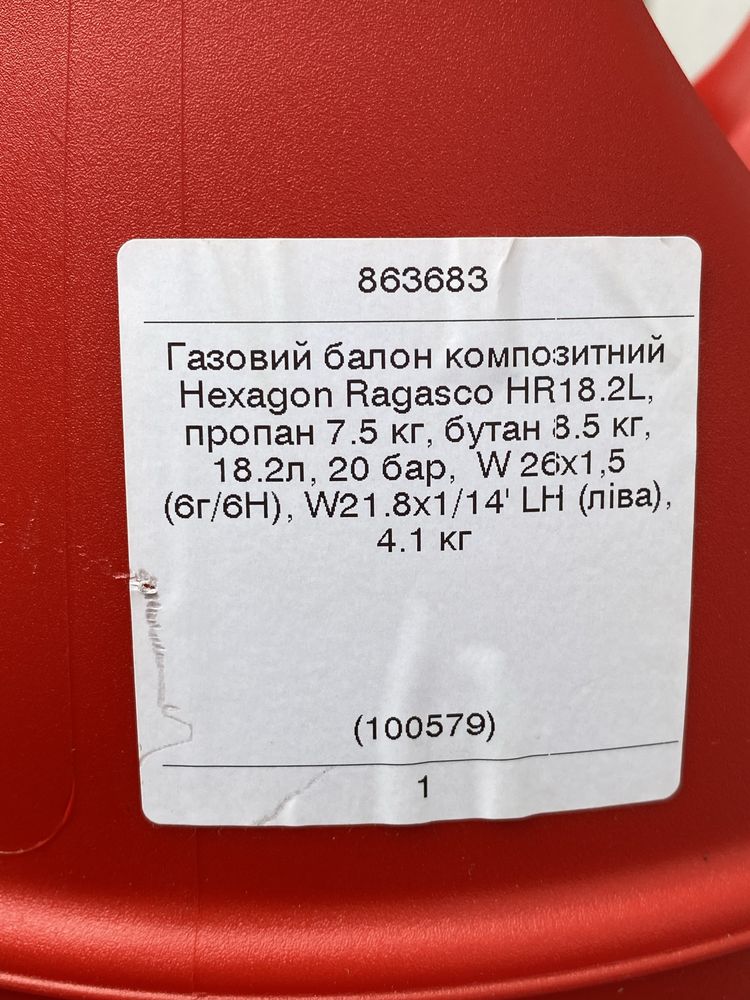 863683
Газовий балон композитний
Hexagon Ragasco HR18.2L,
пропан 7.5 кг, бутан 8.5 кг,
18.2л, 20 бар, W 26x1,5
(6г/6Н), W21.8x1/14' LH (ліва),
4.1 кг
(100579)
1